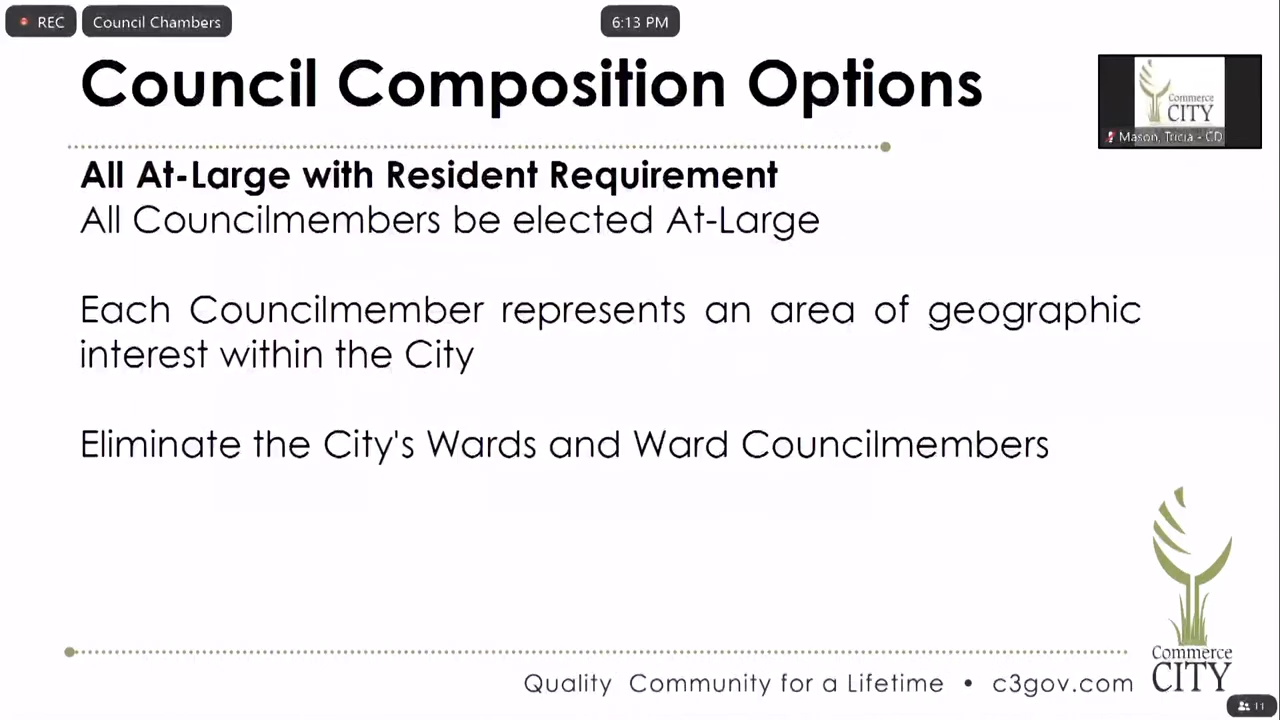 REC
Council Chambers
6:13 PM
Council Composition Options
Commerce
CITY
Mason, Tricia - CD
All At-Large with Resident Requirement
All Councilmembers be elected At-Large
Each Councilmember represents an area of geographic
interest within the City
Eliminate the City's Wards and Ward Councilmembers
Commerce
CITY
Quality Community for a Lifetime • c3gov.com
11